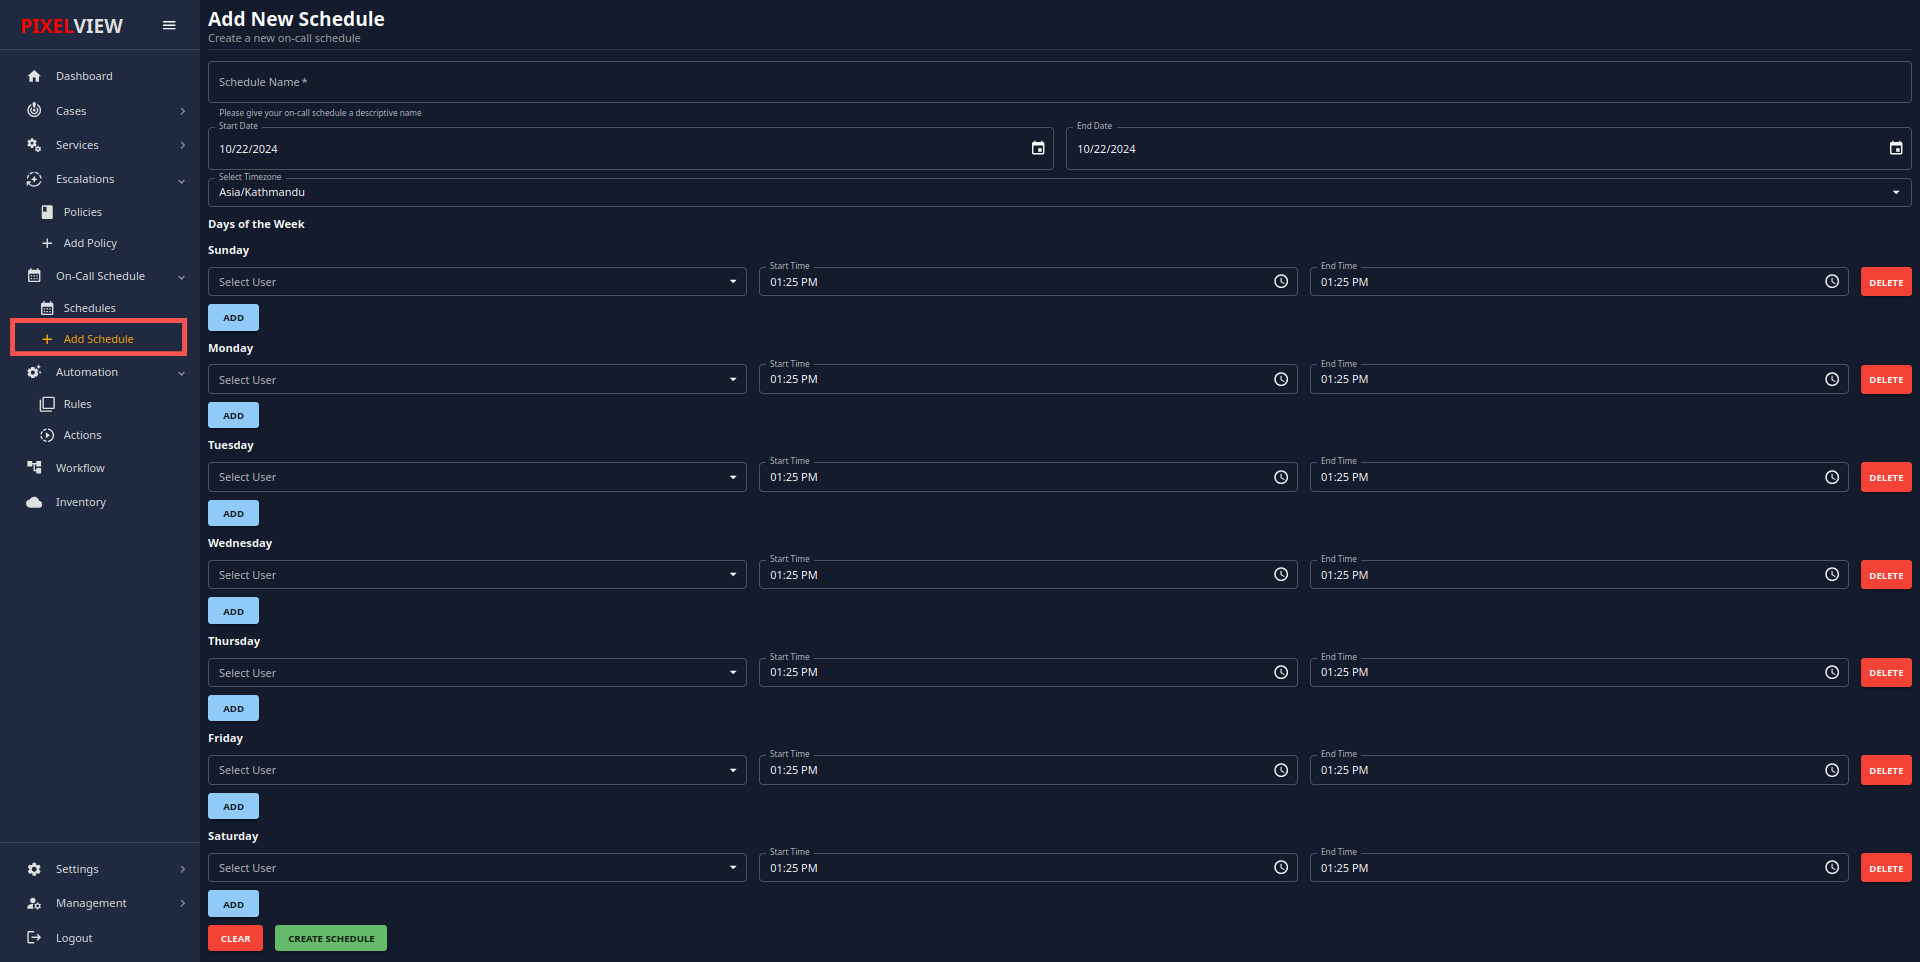 PIXELVIEW
Dashboard
Cases
Services
Escalations
Policies
Add Policy
On-Call Schedule
Schedules
Add Schedule
Automation
Rules
Actions
Workflow
Inventory
Settings
Management
Logout
Add New Schedule
Create a new on-call schedule
Schedule Name *
Please give your on-call schedule a descriptive name
Start Date
10/22/2024
End Date
10/22/2024
Select Timezone
Asia/Kathmandu
Days of the Week
Sunday
Select User
Start Time
01:25 PM
End Time
01:25 PM
DELETE
ADD
Monday
Select User
Start Time
01:25 PM
End Time
01:25 PM
DELETE
ADD
Tuesday
Select User
Start Time
01:25 PM
End Time
01:25 PM
DELETE
ADD
Wednesday
Select User
Start Time
01:25 PM
End Time
01:25 PM
DELETE
ADD
Thursday
Select User
Start Time
01:25 PM
End Time
01:25 PM
DELETE
ADD
Friday
Select User
Start Time
01:25 PM
End Time
01:25 PM
DELETE
ADD
Saturday
Select User
Start Time
01:25 PM
End Time
01:25 PM
DELETE
ADD
CLEAR
CREATE SCHEDULE